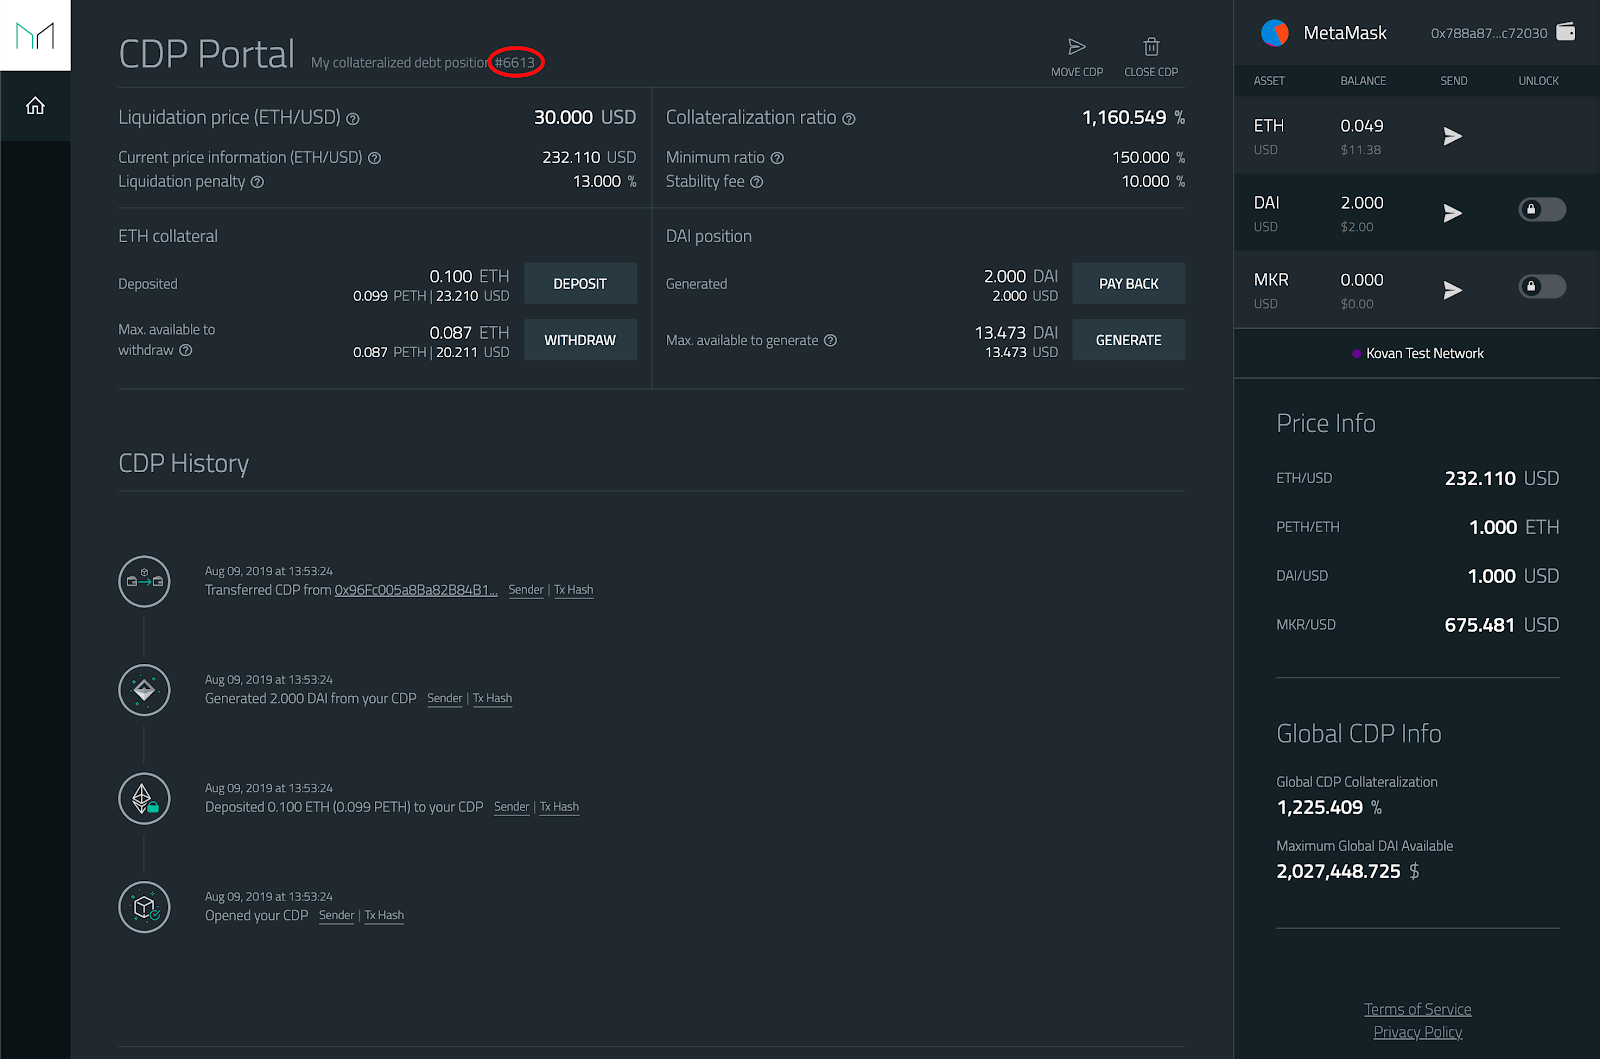 CDP Portal My collateralized debt position #6613
MOVE CDP CLOSE CDP
Liquidation price (ETH/USD) 30.000 USD
Current price information (ETH/USD) 232.110 USD
Liquidation penalty 13.000 %
Collateralization ratio 1,160.549 %
Minimum ratio 150.000 %
Stability fee 10.000 %
ETH collateral
Deposited 0.100 ETH DEPOSIT
0.099 PETH | 23.210 USD
Max. available to
withdraw
0.087 ETH WITHDRAW
0.087 PETH | 20.211 USD
DAI position
Generated 2.000 DAI PAY BACK
2.000 USD
Max. available to generate 13.473 DAI GENERATE
13.473 USD
CDP History
Aug 09, 2019 at 13:53:24
Transferred CDP from 0x96Fc005a8Ba82B84B1... Sender | Tx Hash
Aug 09, 2019 at 13:53:24
Generated 2.000 DAI from your CDP Sender | Tx Hash
Aug 09, 2019 at 13:53:24
Deposited 0.100 ETH (0.099 PETH) to your CDP Sender | Tx Hash
Aug 09, 2019 at 13:53:24
Opened your CDP Sender | Tx Hash
MetaMask 0x788a87...c72030
ASSET BALANCE SEND UNLOCK
ETH 0.049
USD $11.38
DAI 2.000
USD $2.00
MKR 0.000
USD $0.00
Kovan Test Network
Price Info
ETH/USD 232.110 USD
PETH/ETH 1.000 ETH
DAI/USD 1.000 USD
MKR/USD 675.481 USD
Global CDP Info
Global CDP Collateralization
1,225.409 %
Maximum Global DAI Available
2,027,448.725 $
Terms of Service
Privacy Policy